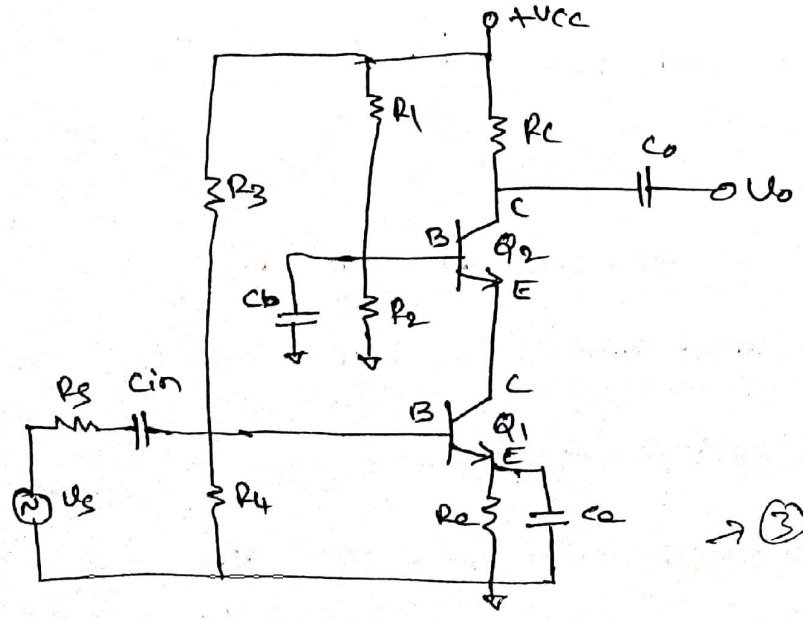 +VCC
R1
RC
Co
Vo
R3
C
B
Q2
E
Cb
R2
C
Rs
Cin
B
Q1
E
Vs
R4
Re
Ce
→ 3